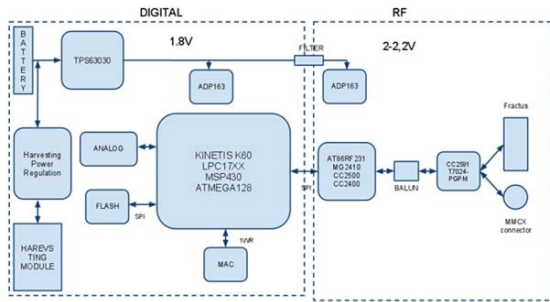 DIGITAL
RF
BATTERY
TPS63030
1.8V
FILTER
2-2,2V
ADP163
ADP163
Fractus
Harvesting
Power
Regulation
ANALOG
KINETIS K60
LPC17XX
MSP430
ATMEGA128
AT86RF231
MG2410
CC2500
CC2400
CC2591
T7024-
PGPM
FLASH
SPI
SPI
BALUN
MMCX
connector
HAREVS
TING
MODULE
1WR
MAC